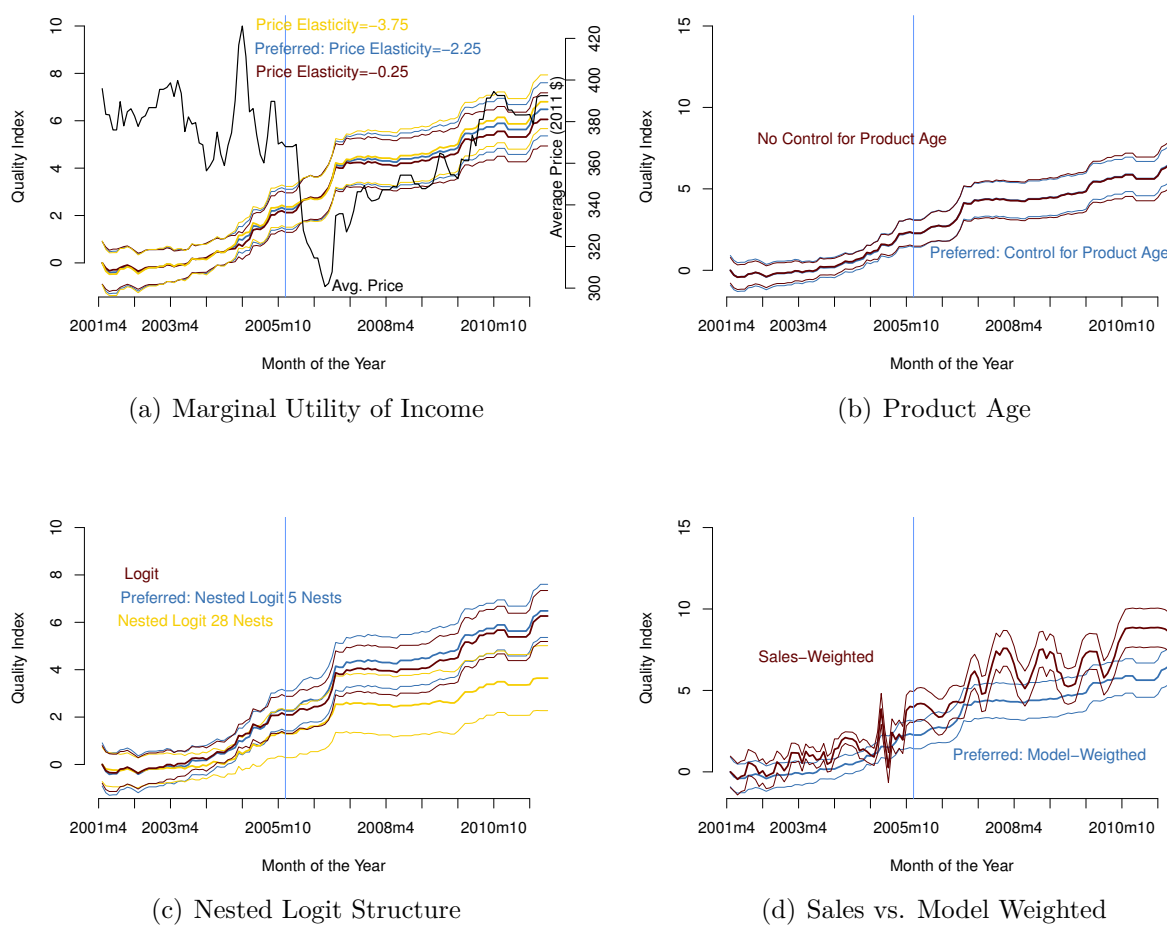 Price Elasticity=−3.75
Preferred: Price Elasticity=−2.25
Price Elasticity=−0.25
Avg. Price
Quality Index
0
2
4
6
8
10
Average Price (2011 $)
300
320
340
360
380
400
420
2001m4 2003m4 2005m10 2008m4 2010m10
Month of the Year
(a) Marginal Utility of Income
No Control for Product Age
Preferred: Control for Product Age
Quality Index
0
5
10
15
2001m4 2003m4 2005m10 2008m4 2010m10
Month of the Year
(b) Product Age
Logit
Preferred: Nested Logit 5 Nests
Nested Logit 28 Nests
Quality Index
0
2
4
6
8
10
2001m4 2003m4 2005m10 2008m4 2010m10
Month of the Year
(c) Nested Logit Structure
Sales−Weighted
Preferred: Model−Weigthed
Quality Index
0
5
10
15
2001m4 2003m4 2005m10 2008m4 2010m10
Month of the Year
(d) Sales vs. Model Weighted